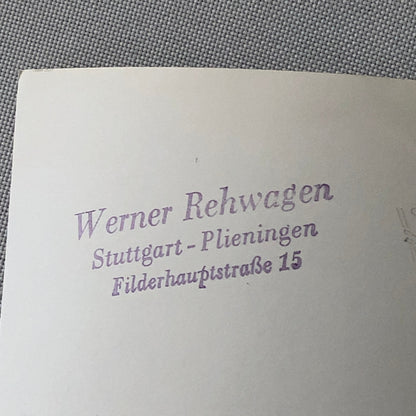 Werner Rehwagen
Stuttgart-Plieningen
Filderhauptstraße 15